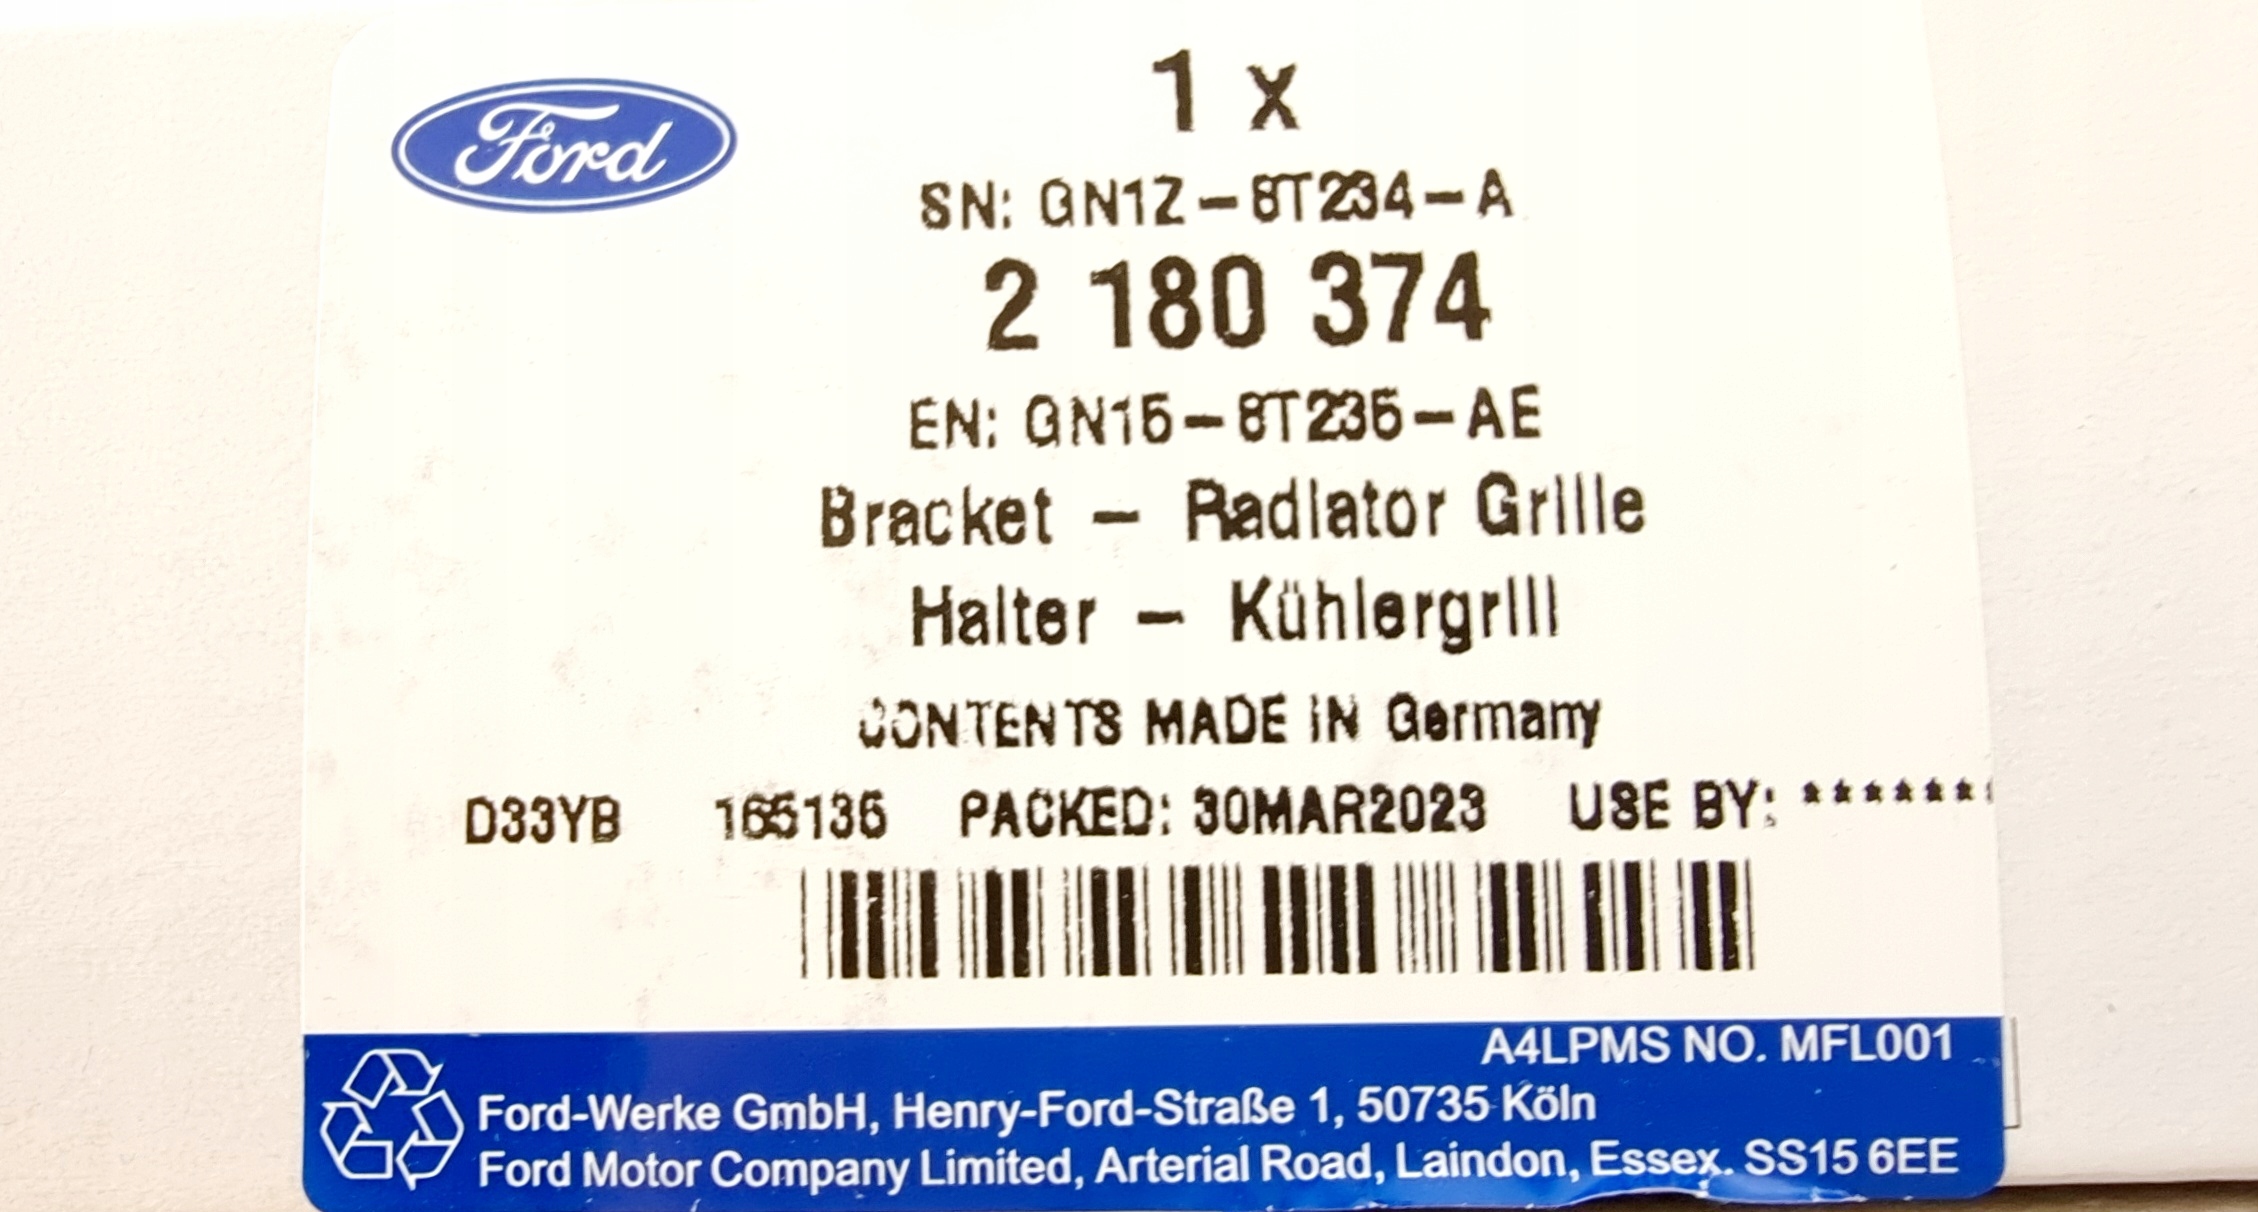 Ford
1 x
SN: GN1Z-8T234-A
2 180 374
EN: GN15-8T235-AE
Bracket - Radiator Grille
Halter - Kühlergrill
CONTENTS MADE IN Germany
D33YB 165136 PACKED: 30MAR2023 USE BY: *******
A4LPMS NO. MFL001
Ford-Werke GmbH, Henry-Ford-Straße 1, 50735 Köln
Ford Motor Company Limited, Arterial Road, Laindon, Essex. SS15 6EE